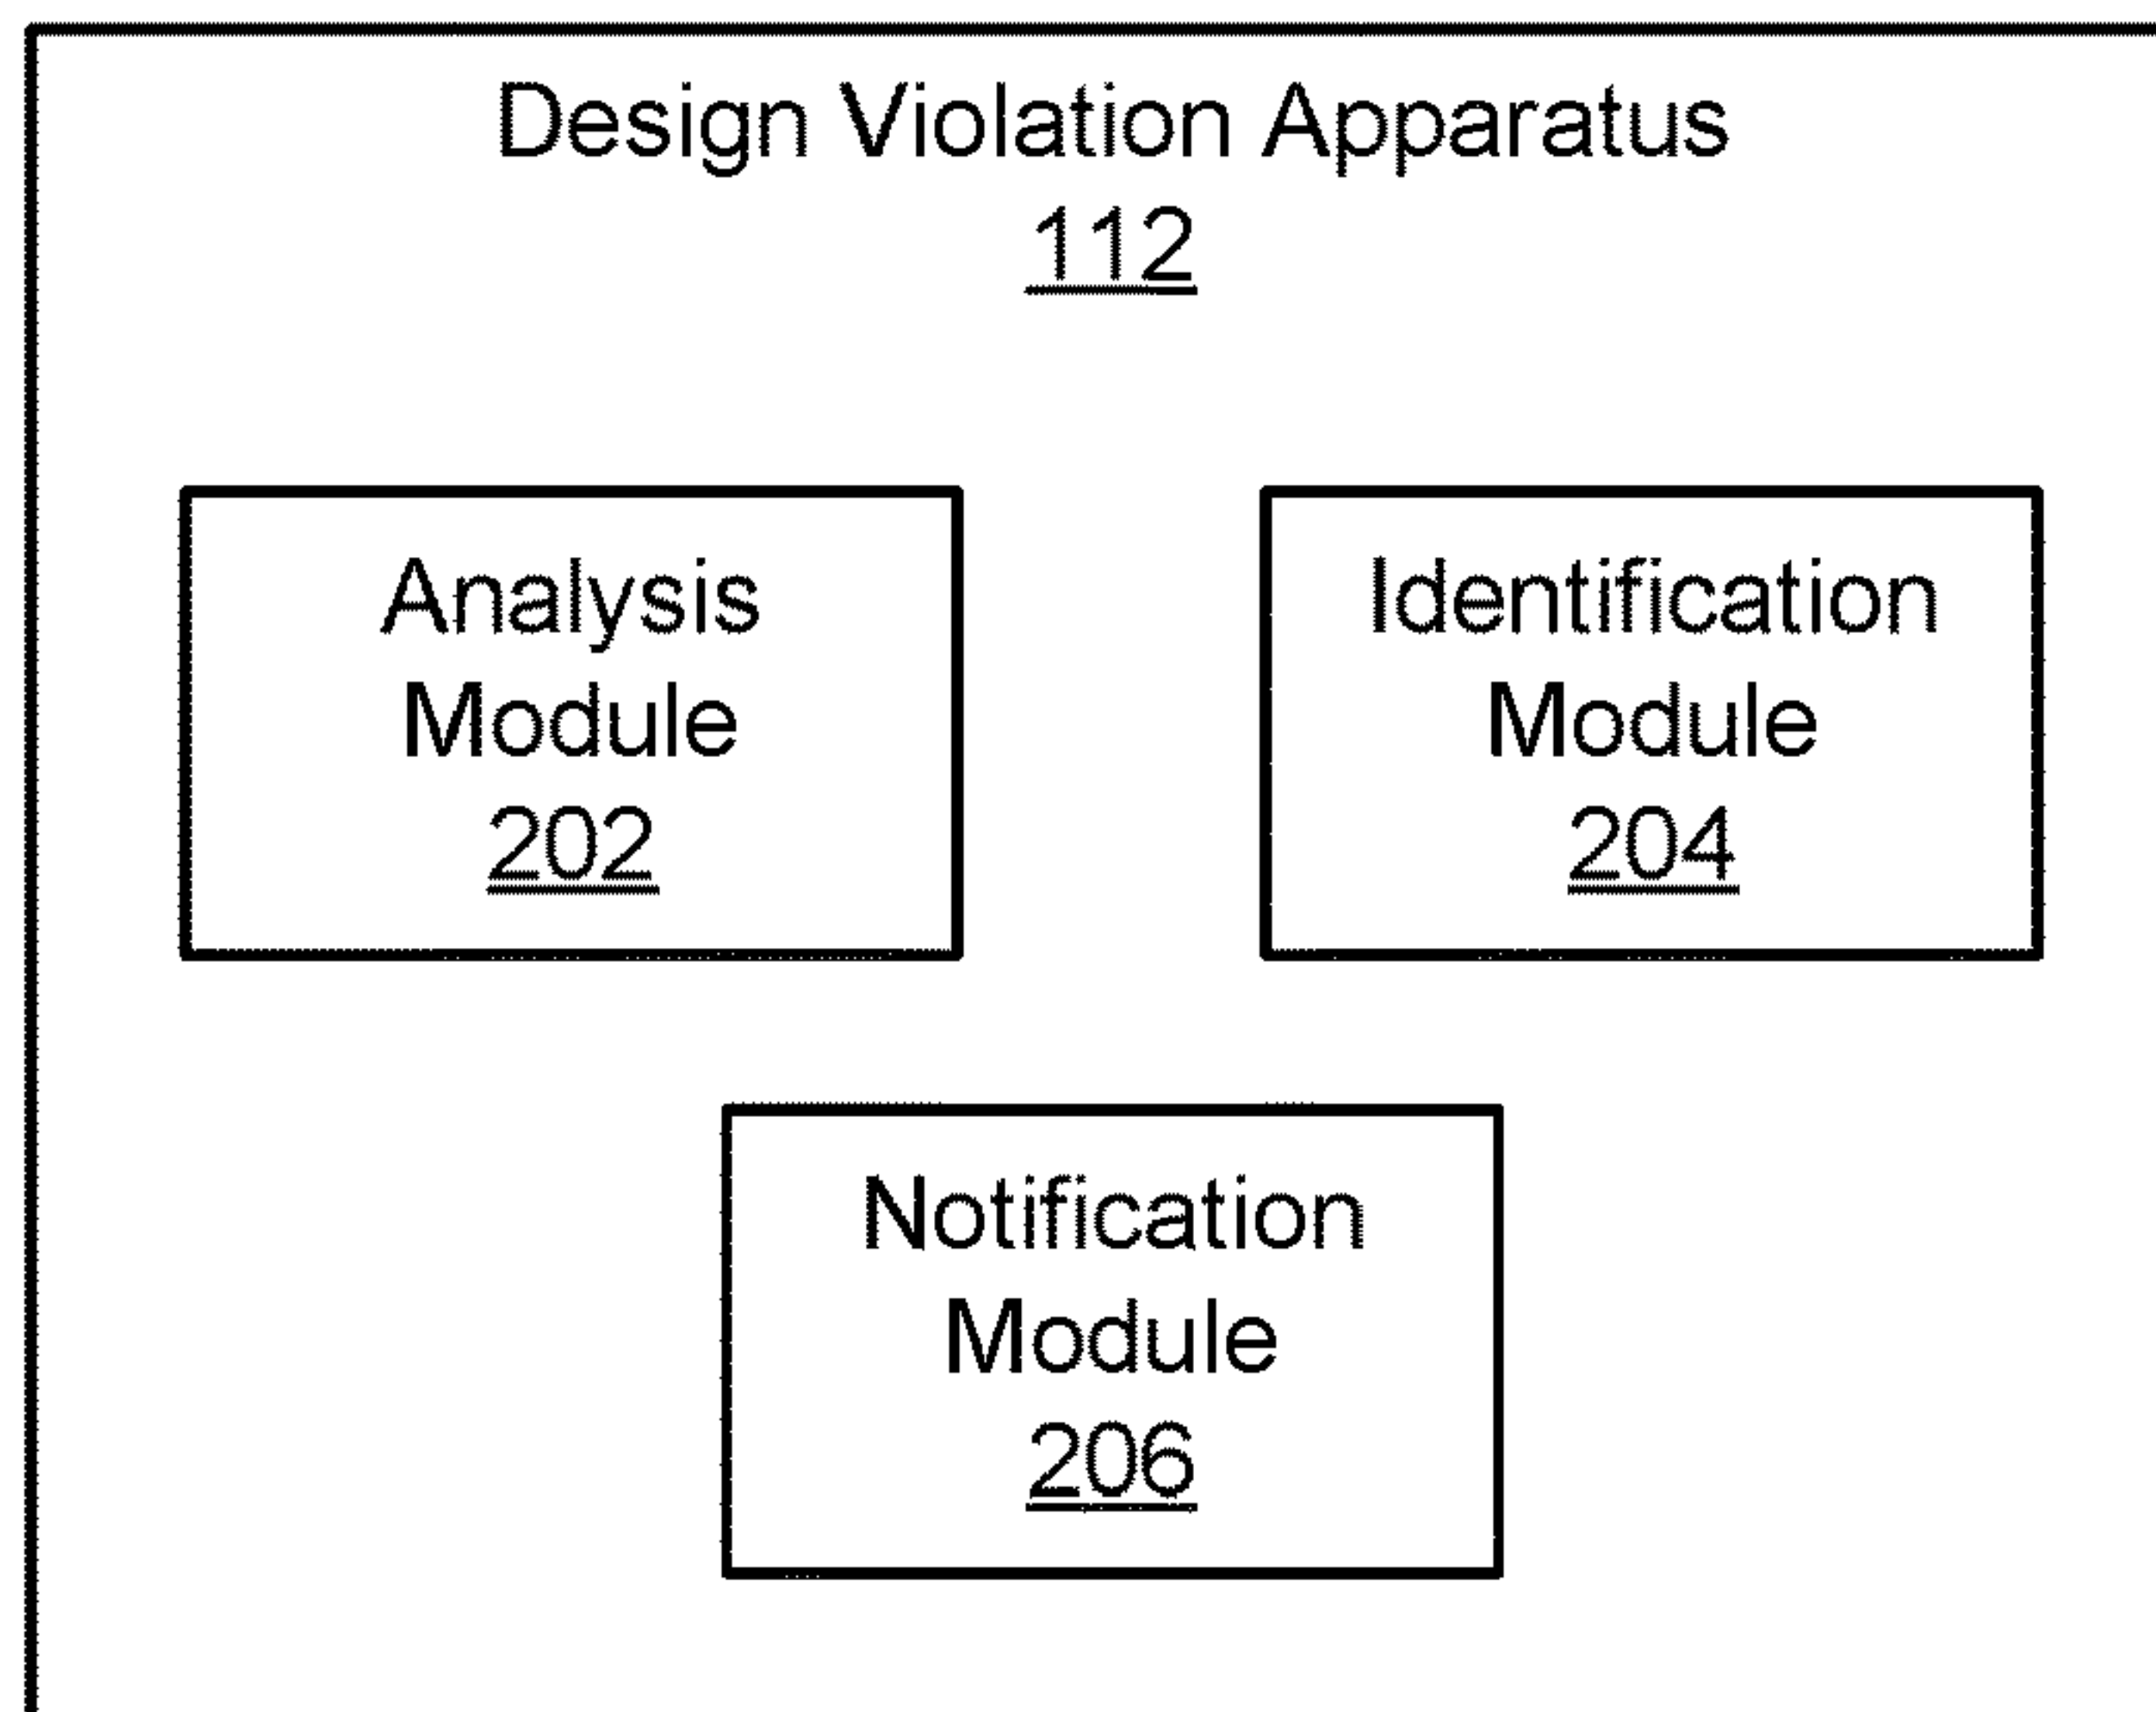 Design Violation Apparatus
112
Analysis
Module
202
Identification
Module
204
Notification
Module
206